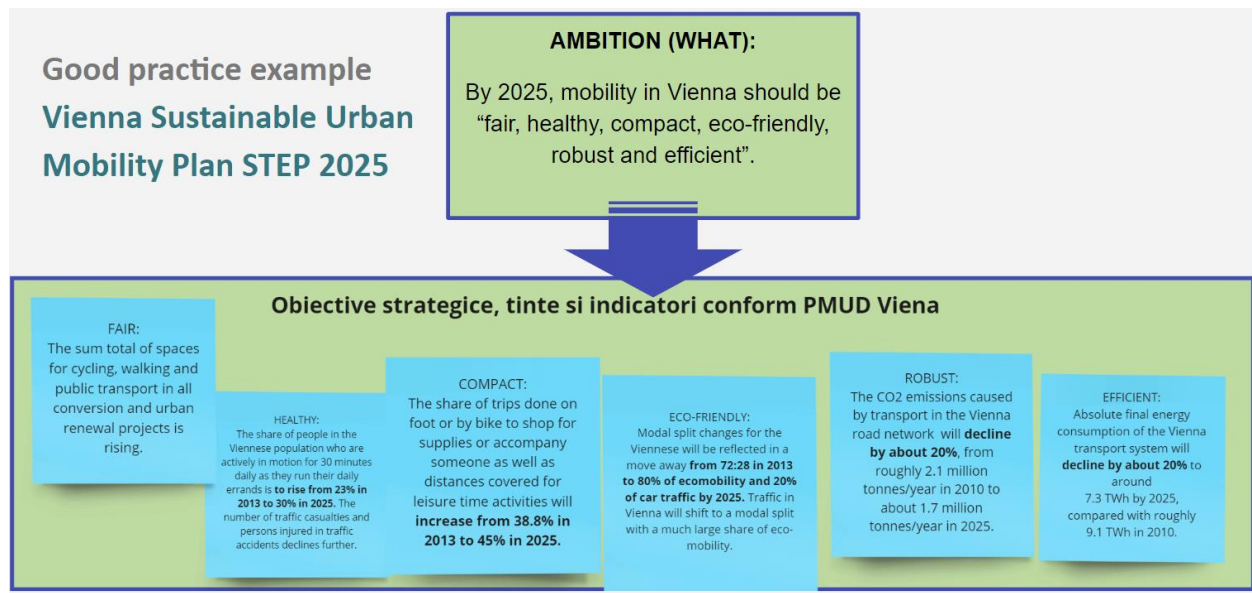 Good practice example
Vienna Sustainable Urban
Mobility Plan STEP 2025
AMBITION (WHAT):
By 2025, mobility in Vienna should be
“fair, healthy, compact, eco-friendly,
robust and efficient”.
Obiective strategice, tinte si indicatori conform PMUD Viena
FAIR:
The sum total of spaces
for cycling, walking and
public transport in all
conversion and urban
renewal projects is
rising.
HEALTHY:
The share of people in the
Viennese population who are
actively in motion for 30 minutes
daily as they run their daily
errands is to rise from 23% in
2013 to 30% in 2025. The
number of traffic casualties and
persons injured in traffic
accidents declines further.
COMPACT:
The share of trips done on
foot or by bike to shop for
supplies or accompany
someone as well as
distances covered for
leisure time activities will
increase from 38.8% in
2013 to 45% in 2025.
ECO-FRIENDLY:
Modal split changes for the
Viennese will be reflected in a
move away from 72:28 in 2013
to 80% of ecomobility and 20%
of car traffic by 2025. Traffic in
Vienna will shift to a modal split
with a much large share of eco-
mobility.
ROBUST:
The CO2 emissions caused
by transport in the Vienna
road network will decline
by about 20%, from
roughly 2.1 million
tonnes/year in 2010 to
about 1.7 million
tonnes/year in 2025.
EFFICIENT:
Absolute final energy
consumption of the Vienna
transport system will
decline by about 20% to
around
7.3 TWh by 2025,
compared with roughly
9.1 TWh in 2010.